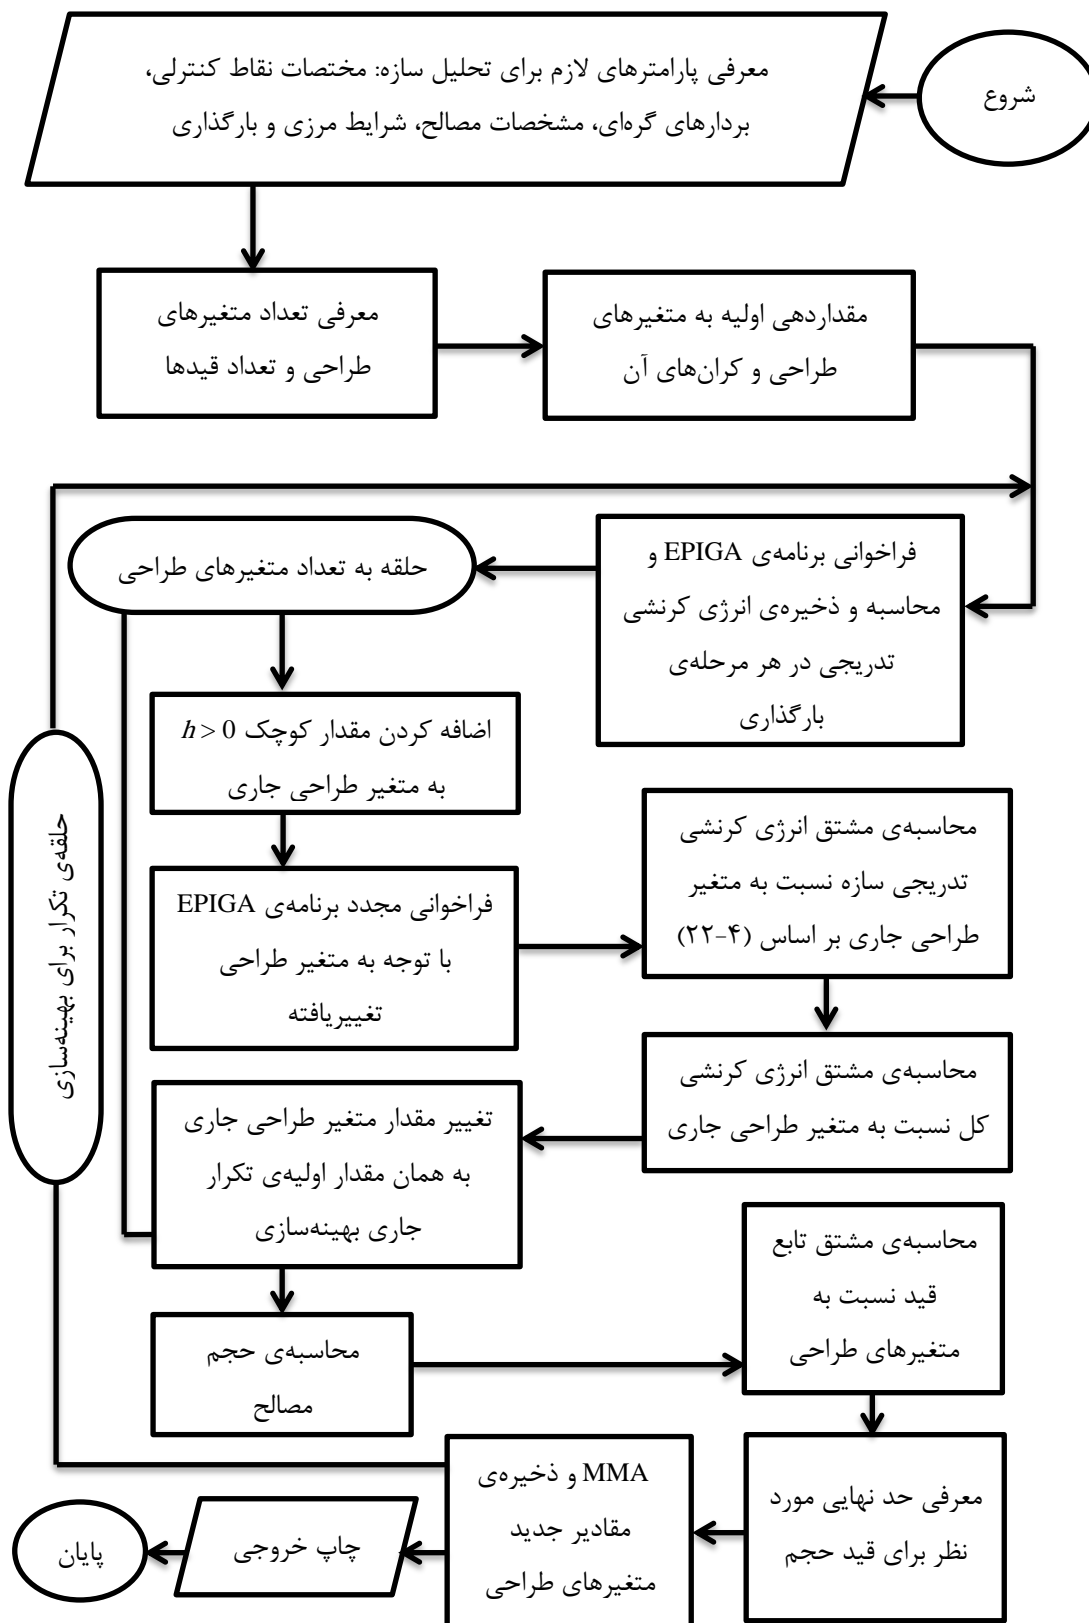 شروع
معرفی پارامترهای لازم برای تحلیل سازه: مختصات نقاط کنترلی،
بردارهای گره‌ای، مشخصات مصالح، شرایط مرزی و بارگذاری
معرفی تعداد متغیرهای
طراحی و تعداد قیدها
مقداردهی اولیه به متغیرهای
طراحی و کران‌های آن
فراخوانی برنامه‌ی EPIGA و
محاسبه و ذخیره‌ی انرژی کرنشی
تدریجی در هر مرحله‌ی
بارگذاری
حلقه به تعداد متغیرهای طراحی
اضافه کردن مقدار کوچک h > 0
به متغیر طراحی جاری
فراخوانی مجدد برنامه‌ی EPIGA
با توجه به متغیر طراحی
تغییریافته
محاسبه‌ی مشتق انرژی کرنشی
تدریجی سازه نسبت به متغیر
طراحی جاری بر اساس (۴-۲۲)
محاسبه‌ی مشتق انرژی کرنشی
کل نسبت به متغیر طراحی جاری
تغییر مقدار متغیر طراحی جاری
به همان مقدار اولیه‌ی تکرار
جاری بهینه‌سازی
محاسبه‌ی حجم
مصالح
محاسبه‌ی مشتق تابع
قید نسبت به
متغیرهای طراحی
معرفی حد نهایی مورد
نظر برای قید حجم
MMA و ذخیره‌ی
مقادیر جدید
متغیرهای طراحی
حلقه‌ی تکرار برای بهینه‌سازی
چاپ خروجی
پایان